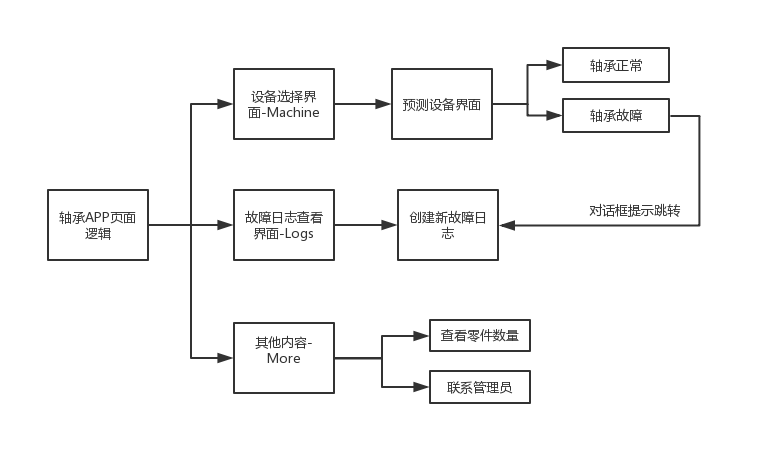 轴承正常
设备选择界
面-Machine
预测设备界面
轴承故障
轴承APP页面
逻辑
故障日志查看
界面-Logs
创建新故障日
志
对话框提示跳转
其他内容-
More
查看零件数量
联系管理员